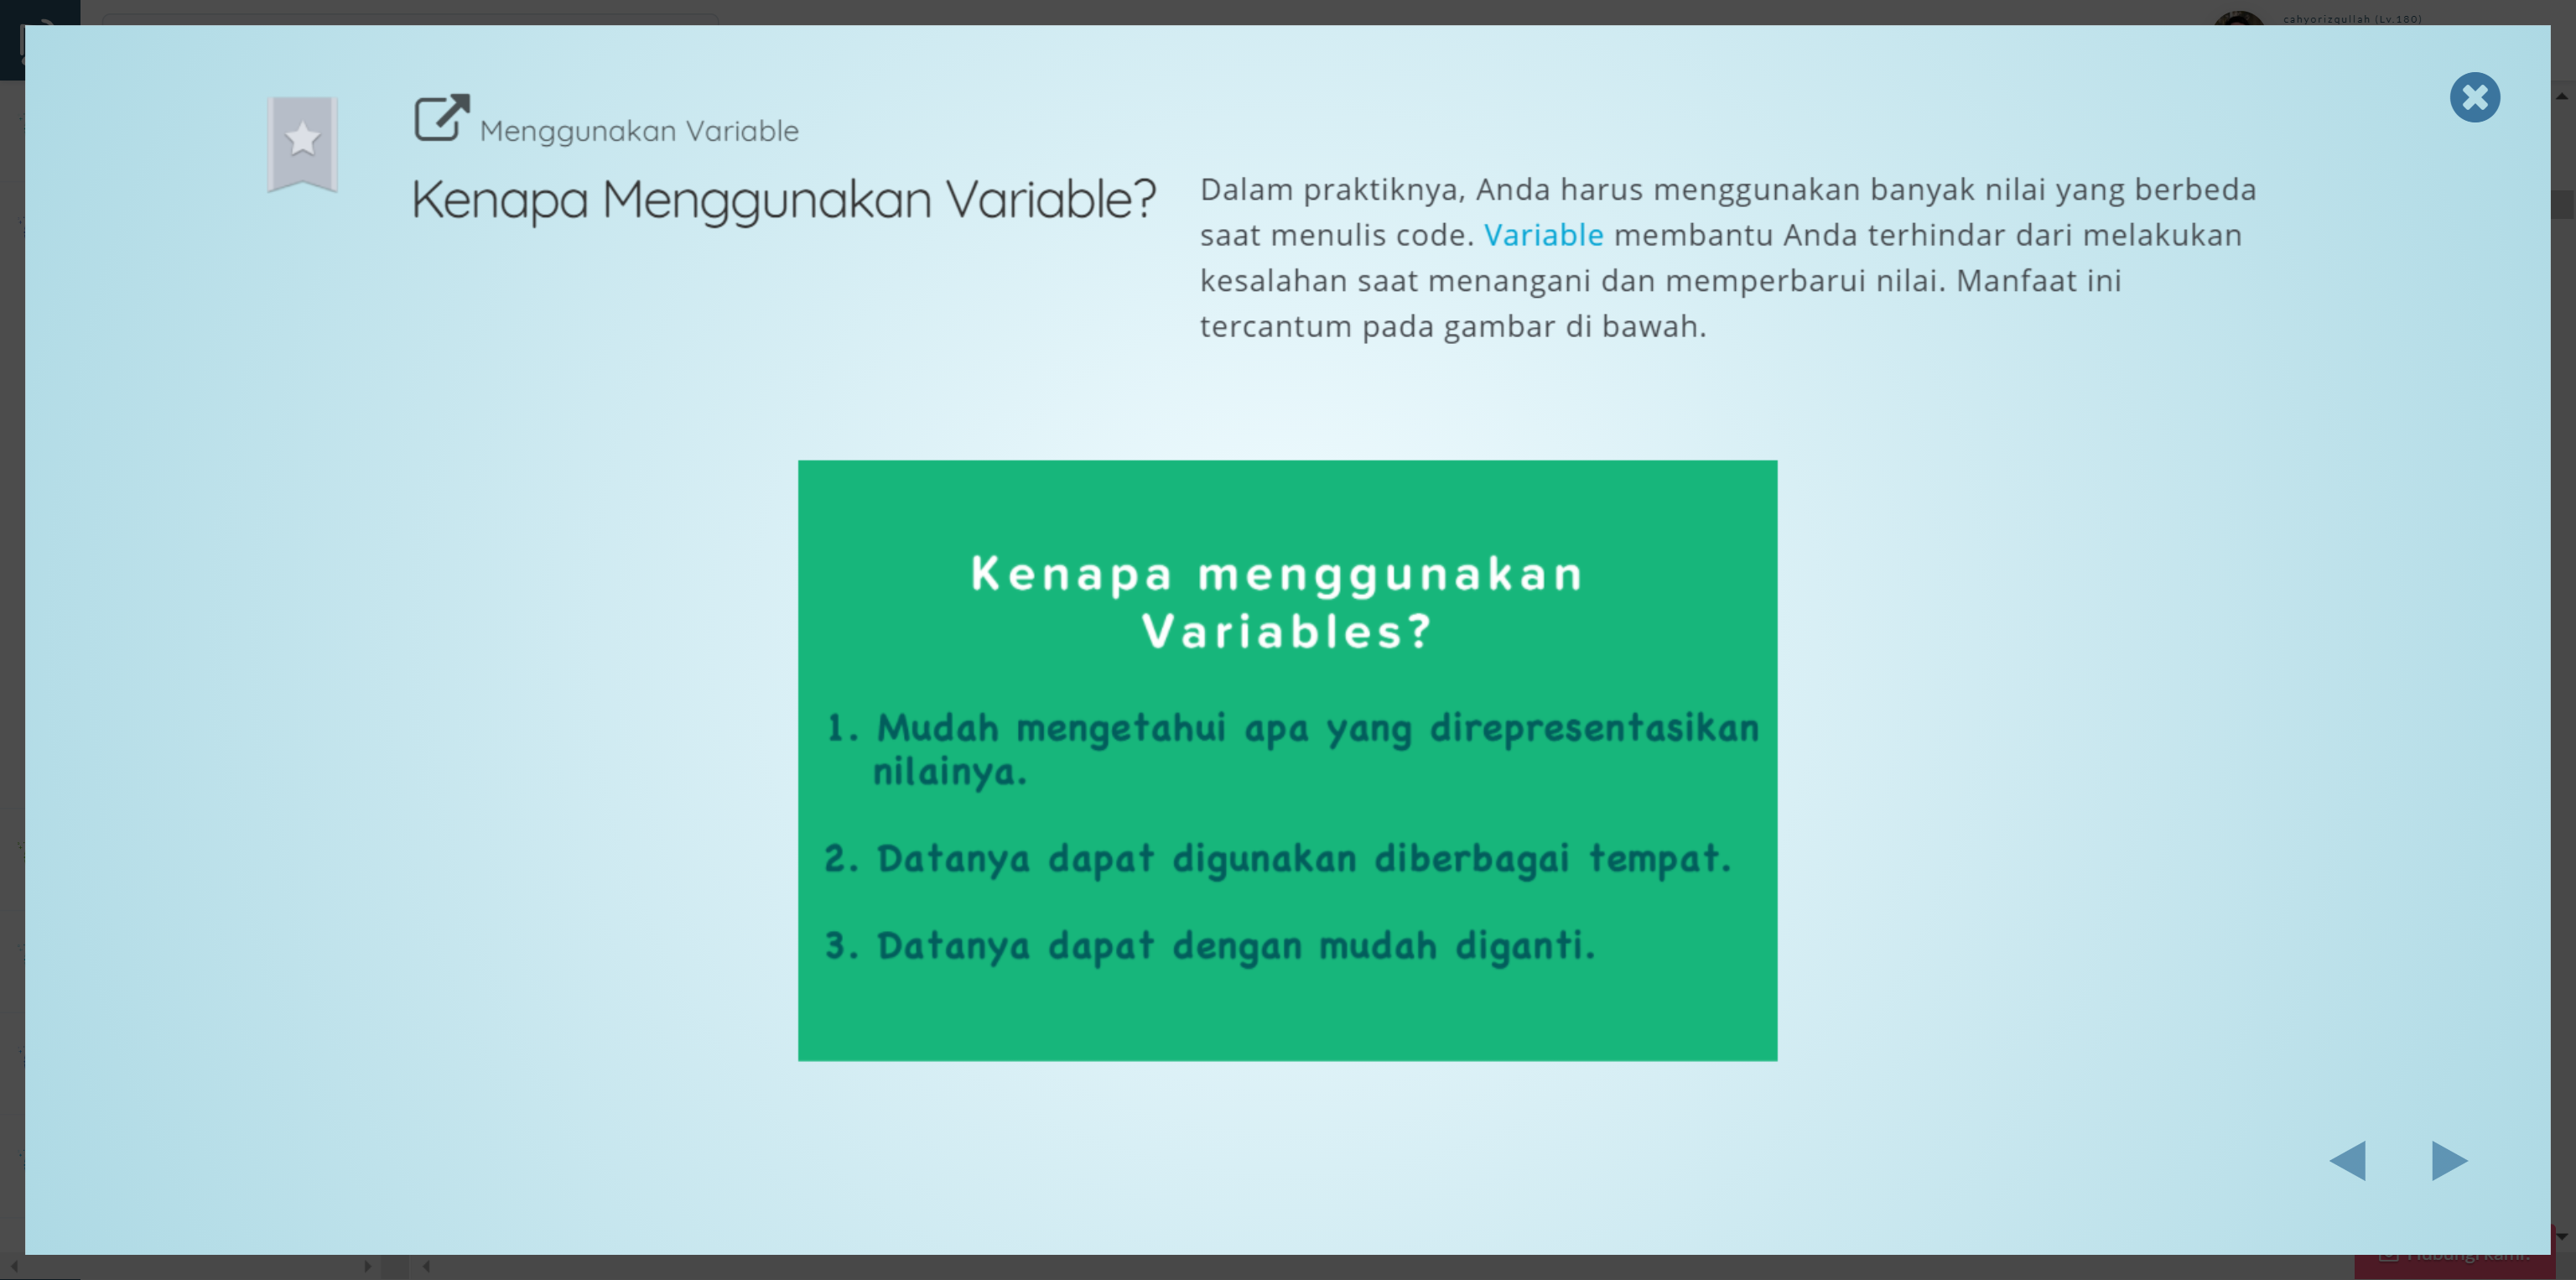 cahyorizqullah (Lv.180)
Menggunakan Variable
Kenapa Menggunakan Variable?
Dalam praktiknya, Anda harus menggunakan banyak nilai yang berbeda
saat menulis code. Variable membantu Anda terhindar dari melakukan
kesalahan saat menangani dan memperbarui nilai. Manfaat ini
tercantum pada gambar di bawah.
Kenapa menggunakan
Variables?
1. Mudah mengetahui apa yang direpresentasikan
nilainya.
2. Datanya dapat digunakan diberbagai tempat.
3. Datanya dapat dengan mudah diganti.